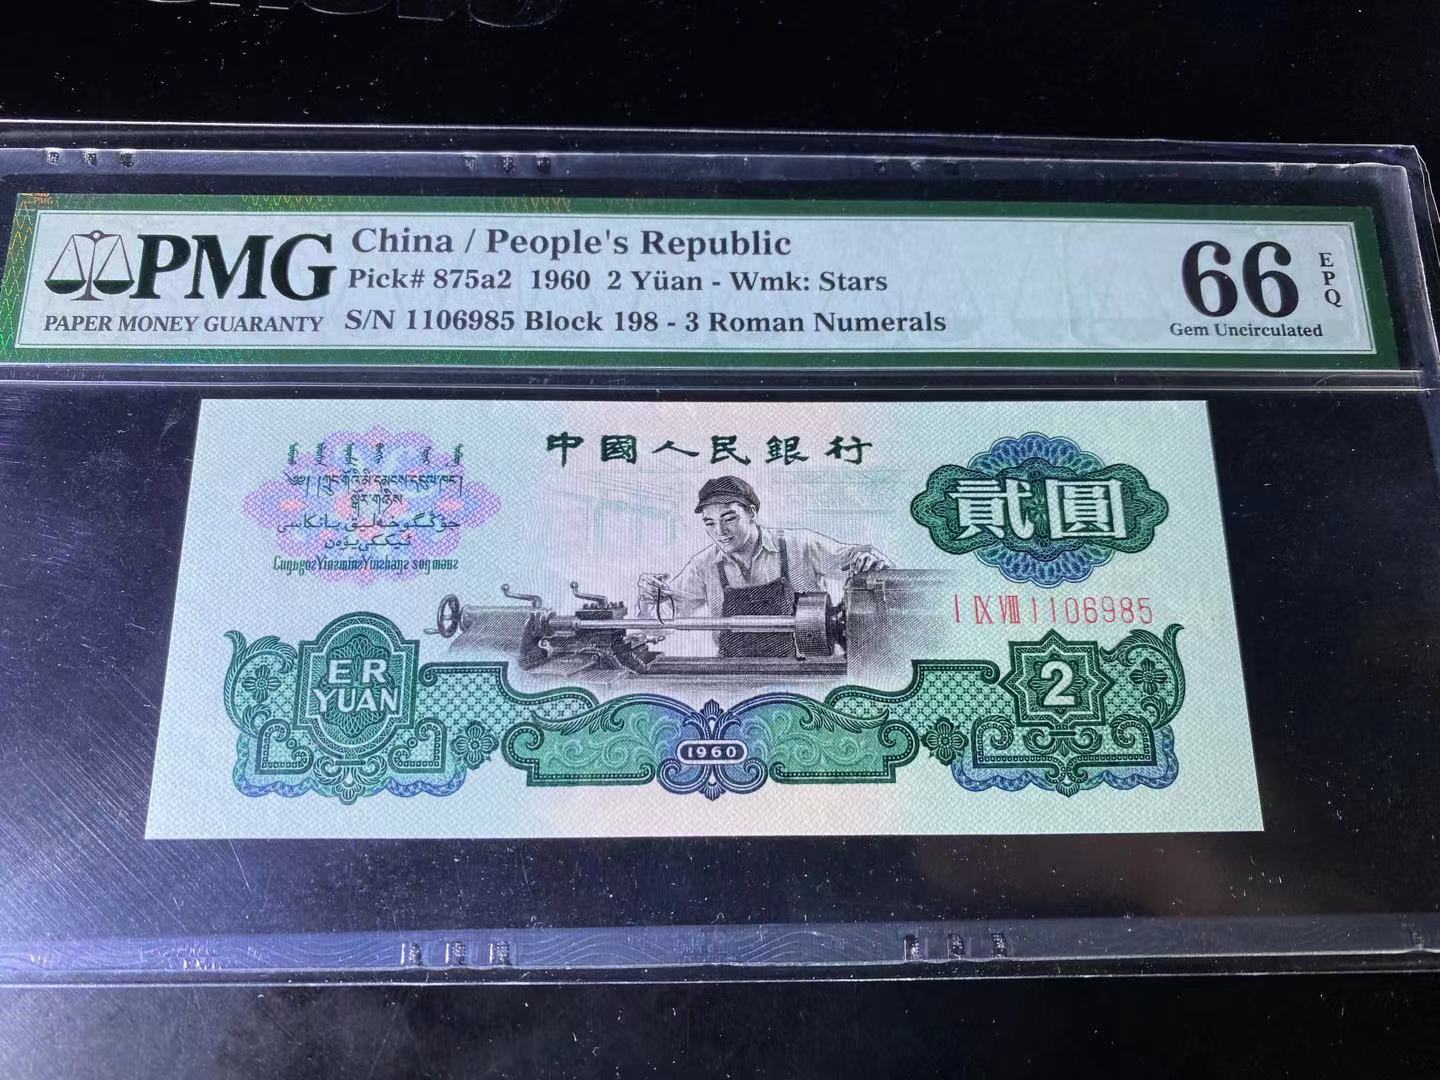 PMG
PAPER MONEY GUARANTY
China / People's Republic
Pick# 875a2 1960 2 Yüan - Wmk: Stars
S/N 1106985 Block 198 - 3 Roman Numerals
66
EPQ
Gem Uncirculated
中國人民銀行
貳圓
I IX VIII 1106985
ER
YUAN
2
1960